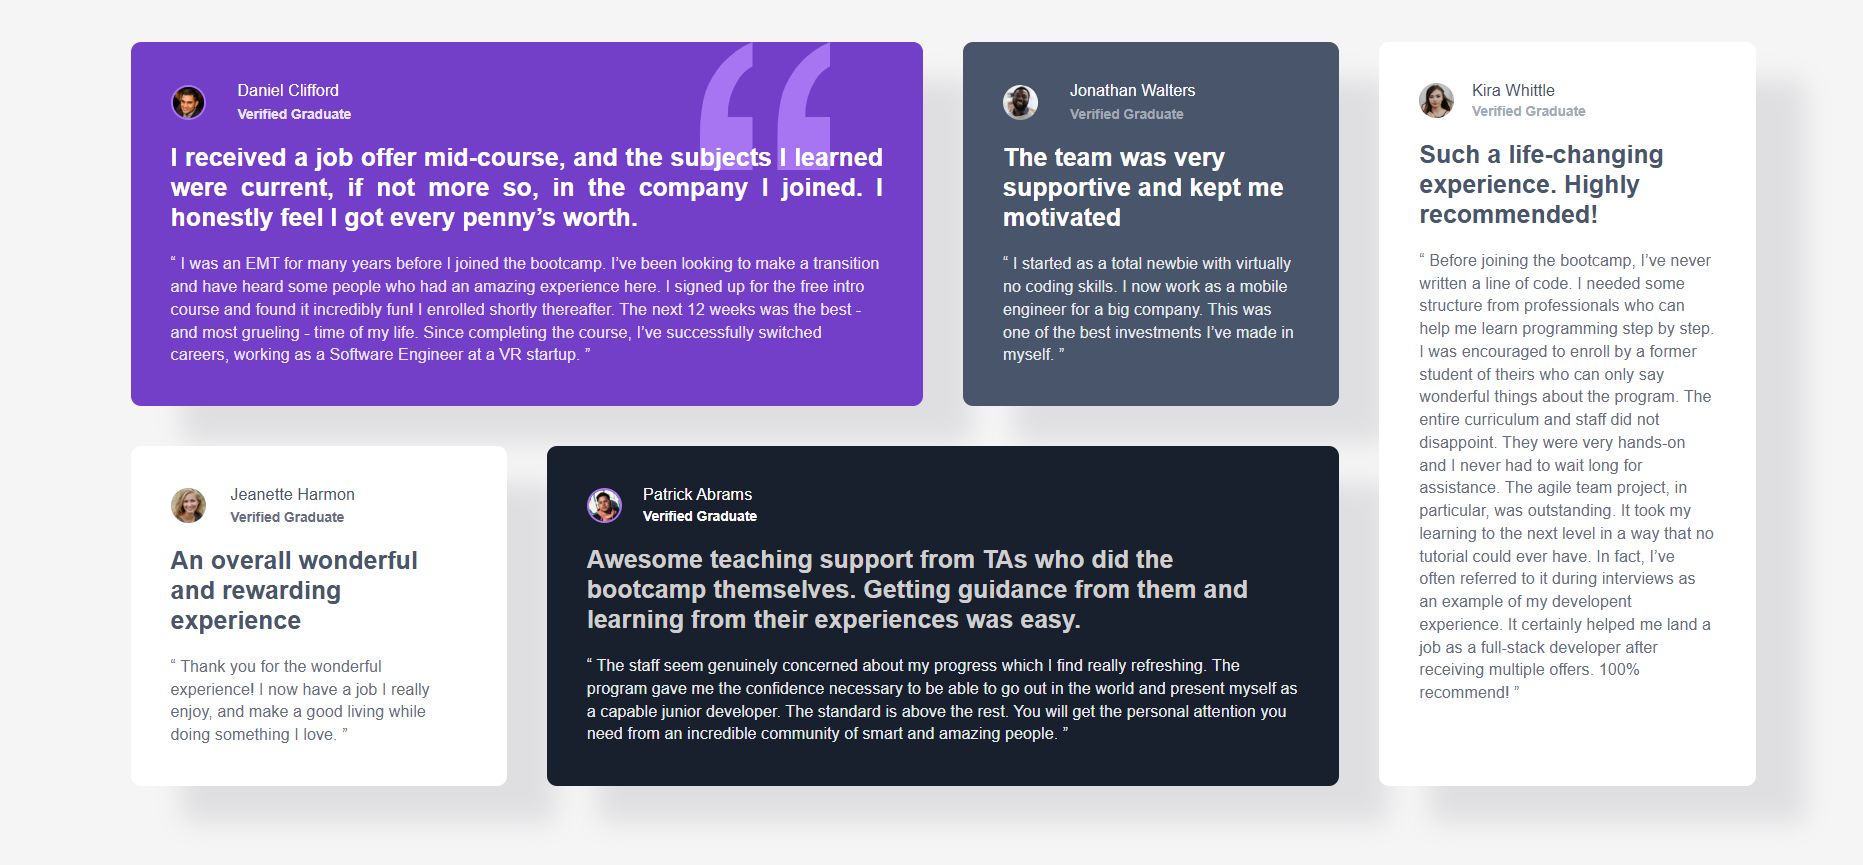 Daniel Clifford
Verified Graduate
I received a job offer mid-course, and the subjects I learned
were current, if not more so, in the company I joined. I
honestly feel I got every penny’s worth.
“ I was an EMT for many years before I joined the bootcamp. I’ve been looking to make a transition
and have heard some people who had an amazing experience here. I signed up for the free intro
course and found it incredibly fun! I enrolled shortly thereafter. The next 12 weeks was the best -
and most grueling - time of my life. Since completing the course, I’ve successfully switched
careers, working as a Software Engineer at a VR startup. ”
Jonathan Walters
Verified Graduate
The team was very
supportive and kept me
motivated
“ I started as a total newbie with virtually
no coding skills. I now work as a mobile
engineer for a big company. This was
one of the best investments I’ve made in
myself. ”
Kira Whittle
Verified Graduate
Such a life-changing
experience. Highly
recommended!
“ Before joining the bootcamp, I’ve never
written a line of code. I needed some
structure from professionals who can
help me learn programming step by step.
I was encouraged to enroll by a former
student of theirs who can only say
wonderful things about the program. The
entire curriculum and staff did not
disappoint. They were very hands-on
and I never had to wait long for
assistance. The agile team project, in
particular, was outstanding. It took my
learning to the next level in a way that no
tutorial could ever have. In fact, I’ve
often referred to it during interviews as
an example of my developent
experience. It certainly helped me land a
job as a full-stack developer after
receiving multiple offers. 100%
recommend! ”
Jeanette Harmon
Verified Graduate
An overall wonderful
and rewarding
experience
“ Thank you for the wonderful
experience! I now have a job I really
enjoy, and make a good living while
doing something I love. ”
Patrick Abrams
Verified Graduate
Awesome teaching support from TAs who did the
bootcamp themselves. Getting guidance from them and
learning from their experiences was easy.
“ The staff seem genuinely concerned about my progress which I find really refreshing. The
program gave me the confidence necessary to be able to go out in the world and present myself as
a capable junior developer. The standard is above the rest. You will get the personal attention you
need from an incredible community of smart and amazing people. ”